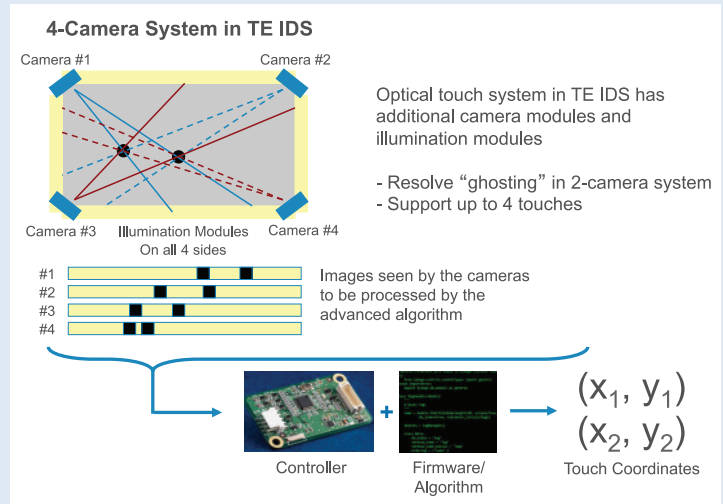 4-Camera System in TE IDS
Camera #1
Camera #2
Optical touch system in TE IDS has
additional camera modules and
illumination modules
- Resolve “ghosting” in 2-camera system
- Support up to 4 touches
Camera #3
Illumination Modules
On all 4 sides
Camera #4
#1
#2
#3
#4
Images seen by the cameras
to be processed by the
advanced algorithm
+
(x1, y1)
(x2, y2)
Controller
Firmware/
Algorithm
Touch Coordinates